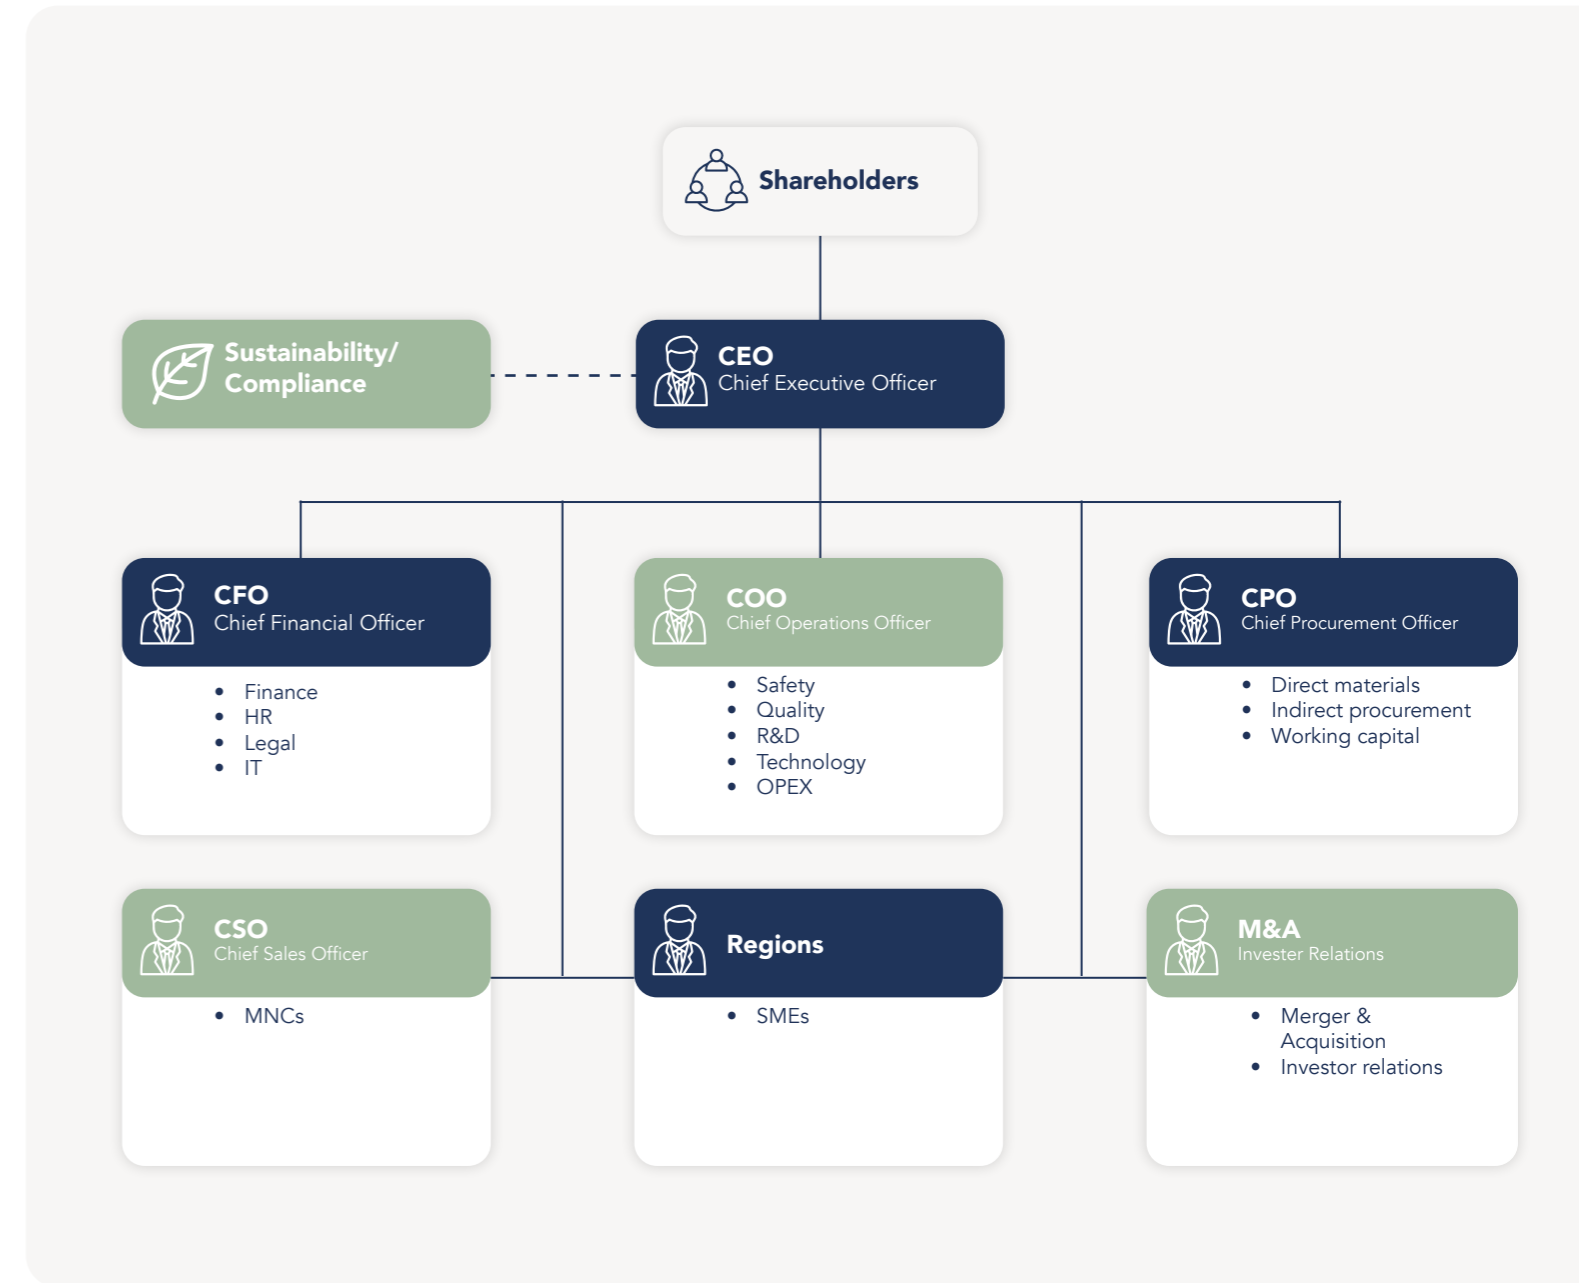 Shareholders
Sustainability/
Compliance
CEO
Chief Executive Officer
CFO
Chief Financial Officer
• Finance
• HR
• Legal
• IT
COO
Chief Operations Officer
• Safety
• Quality
• R&D
• Technology
• OPEX
CPO
Chief Procurement Officer
• Direct materials
• Indirect procurement
• Working capital
CSO
Chief Sales Officer
• MNCs
Regions
• SMEs
M&A
Invester Relations
• Merger &
Acquisition
• Investor relations